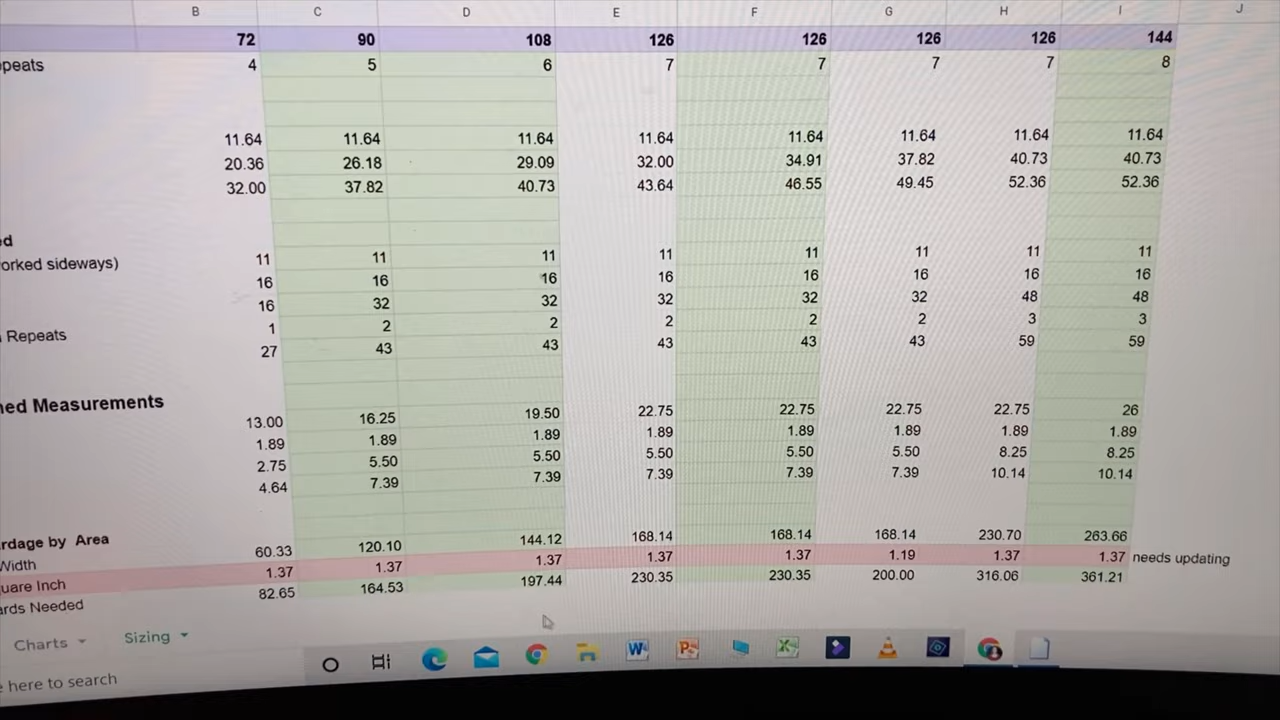 B C D E F G H I J
72 90 108 126 126 126 126 144
peats 4 5 6 7 7 7 7 8
11.64 11.64 11.64 11.64 11.64 11.64 11.64 11.64
20.36 26.18 29.09 32.00 34.91 37.82 40.73 40.73
32.00 37.82 40.73 43.64 46.55 49.45 52.36 52.36
ed
orked sideways) 11 11 11 11 11 11 11 11
16 16 16 16 16 16 16 16
16 32 32 32 32 32 48 48
Repeats 1 2 2 2 2 2 3 3
27 43 43 43 43 43 59 59
ned Measurements
13.00 16.25 19.50 22.75 22.75 22.75 22.75 26
1.89 1.89 1.89 1.89 1.89 1.89 1.89 1.89
2.75 5.50 5.50 5.50 5.50 5.50 8.25 8.25
4.64 7.39 7.39 7.39 7.39 7.39 10.14 10.14
rdage by Area
Width 60.33 120.10 144.12 168.14 168.14 168.14 230.70 263.66
uare Inch 1.37 1.37 1.37 1.37 1.37 1.19 1.37 1.37 needs updating
ards Needed 82.65 164.53 197.44 230.35 230.35 200.00 316.06 361.21
Charts Sizing
here to search